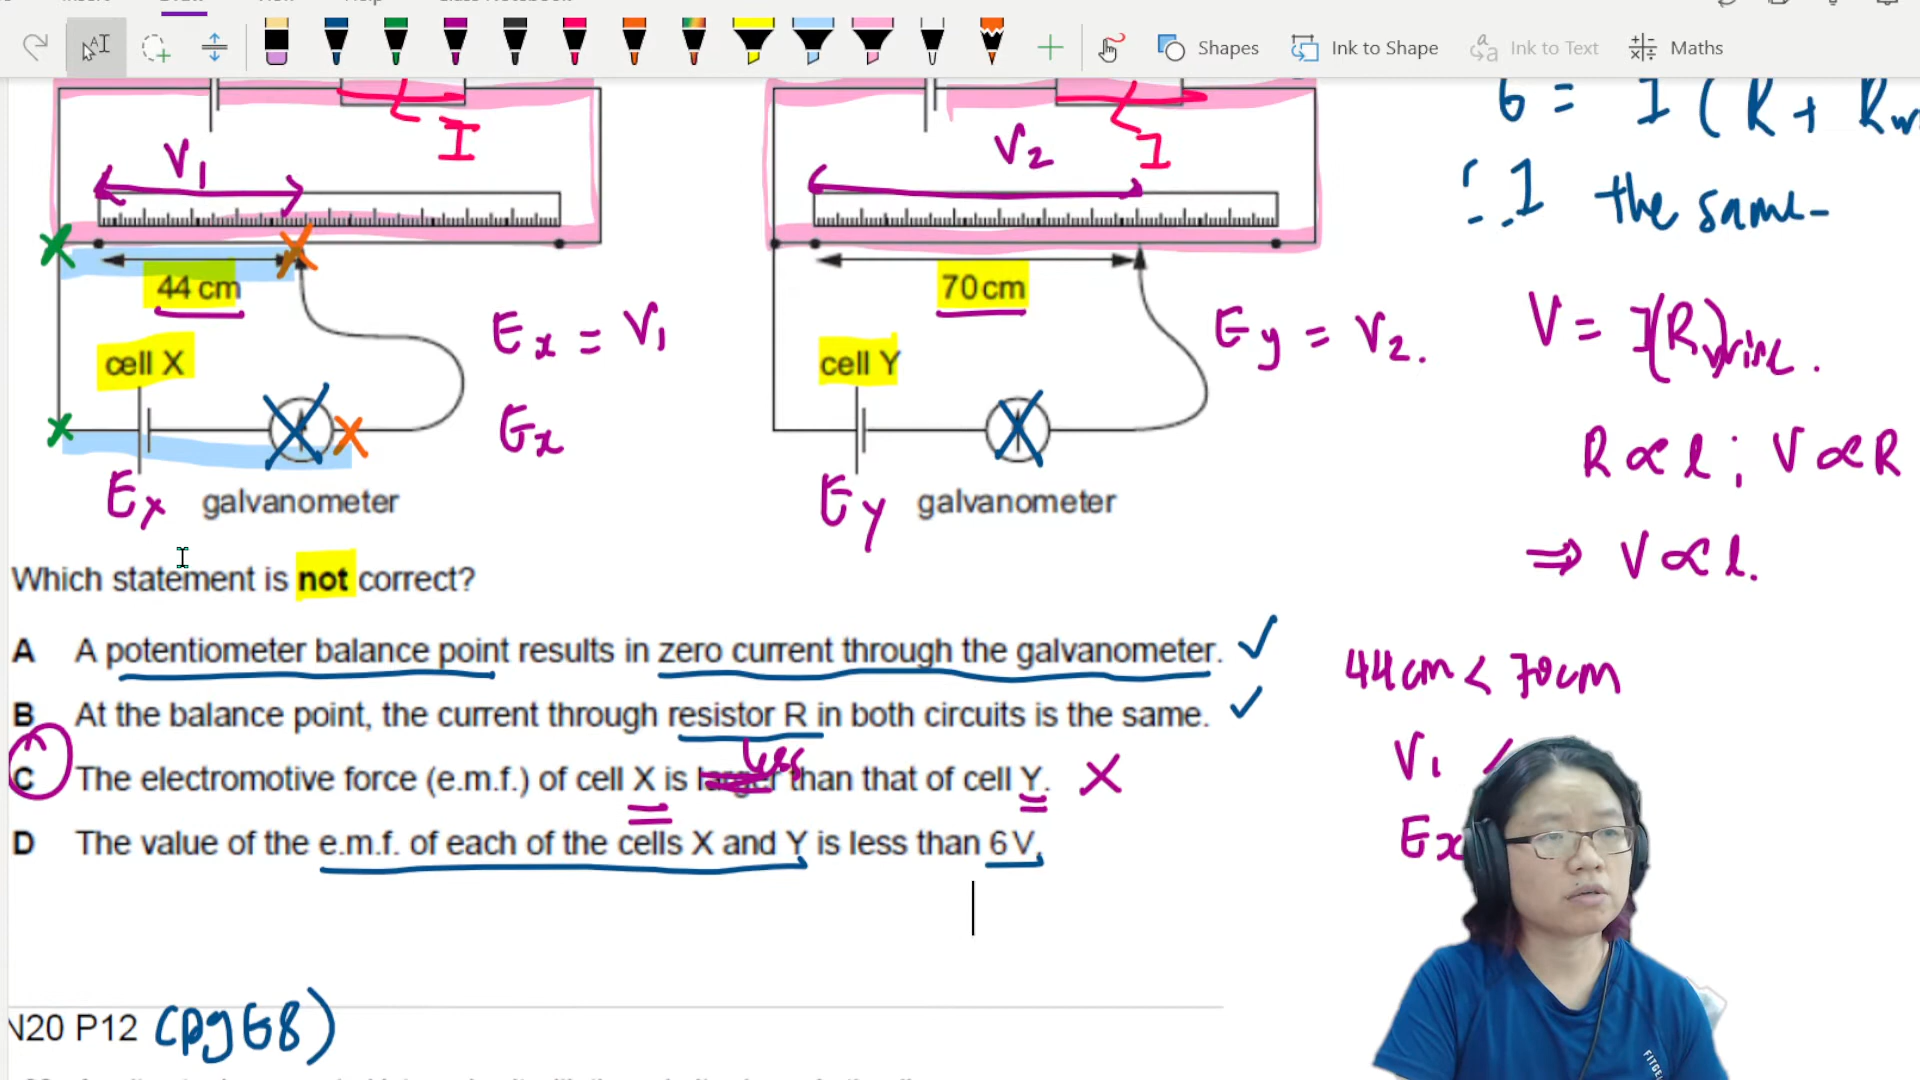 Shapes
Ink to Shape
Ink to Text
Maths
6 = I (R +
I
V1
V2
I
∴ I the same
44 cm
70 cm
Ex = V1
Ey = V2.
V = I(R)wire.
cell X
cell Y
Ex
R ∝ l ; V ∝ R
Ex
galvanometer
Ey
galvanometer
⇒ V ∝ l.
Which statement is not correct?
A A potentiometer balance point results in zero current through the galvanometer. ✓
44cm < 70cm
B At the balance point, the current through resistor R in both circuits is the same. ✓
less
V1
C The electromotive force (e.m.f.) of cell X is larger than that of cell Y. X
Ex
D The value of the e.m.f. of each of the cells X and Y is less than 6 V.
N20 P12 (pg 68)